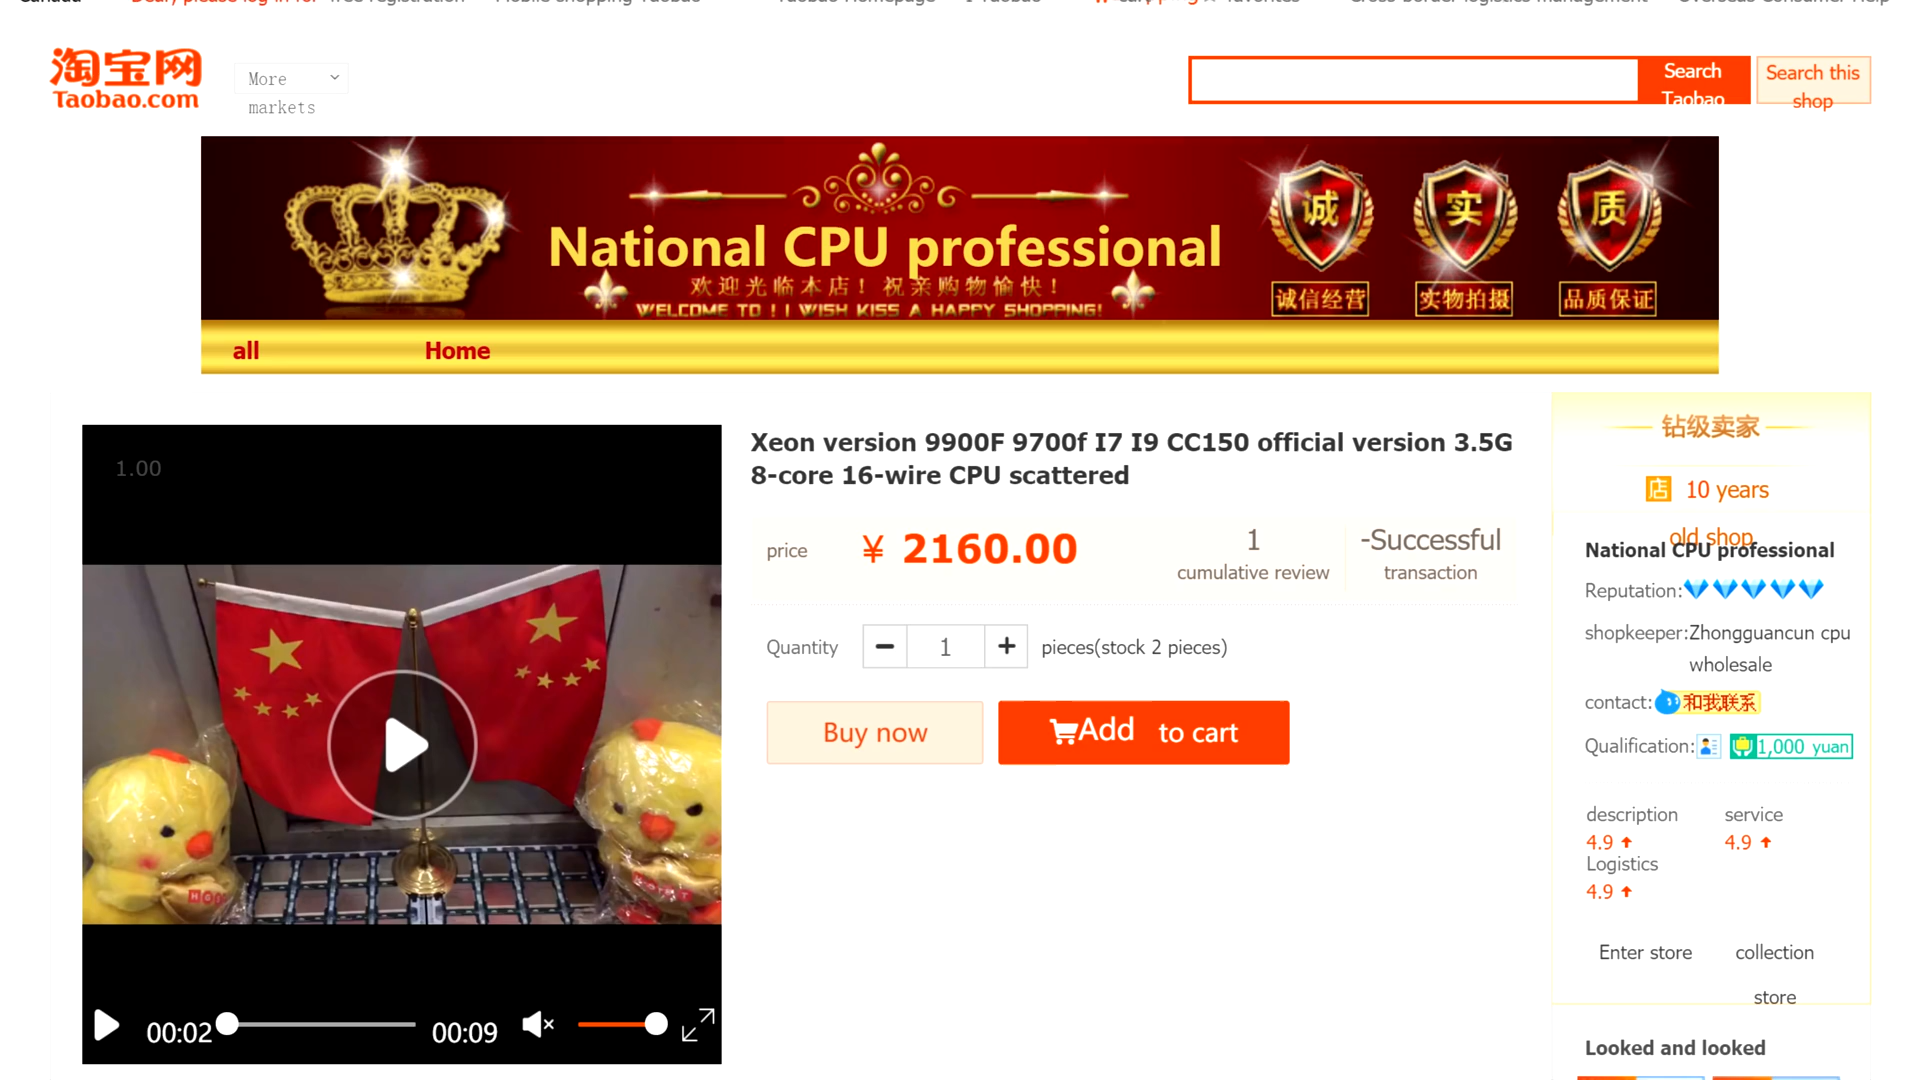 淘宝网
Taobao.com
More
markets
Search
Taobao
Search this
shop
National CPU professional
欢迎光临本店！祝亲购物愉快！
WELCOME TO ! I WISH KISS A HAPPY SHOPPING!
诚 实 质
诚信经营 实物拍摄 品质保证
all Home
1.00
00:02 00:09
Xeon version 9900F 9700f I7 I9 CC150 official version 3.5G
8-core 16-wire CPU scattered
price ¥ 2160.00
1
cumulative review
-Successful
transaction
Quantity 1 pieces(stock 2 pieces)
Buy now Add to cart
钻级卖家
店 10 years
old shop
National CPU professional
Reputation:
shopkeeper:Zhongguancun cpu
wholesale
contact:和我联系
Qualification: 1,000 yuan
description service
4.9 4.9
Logistics
4.9
Enter store collection
store
Looked and looked